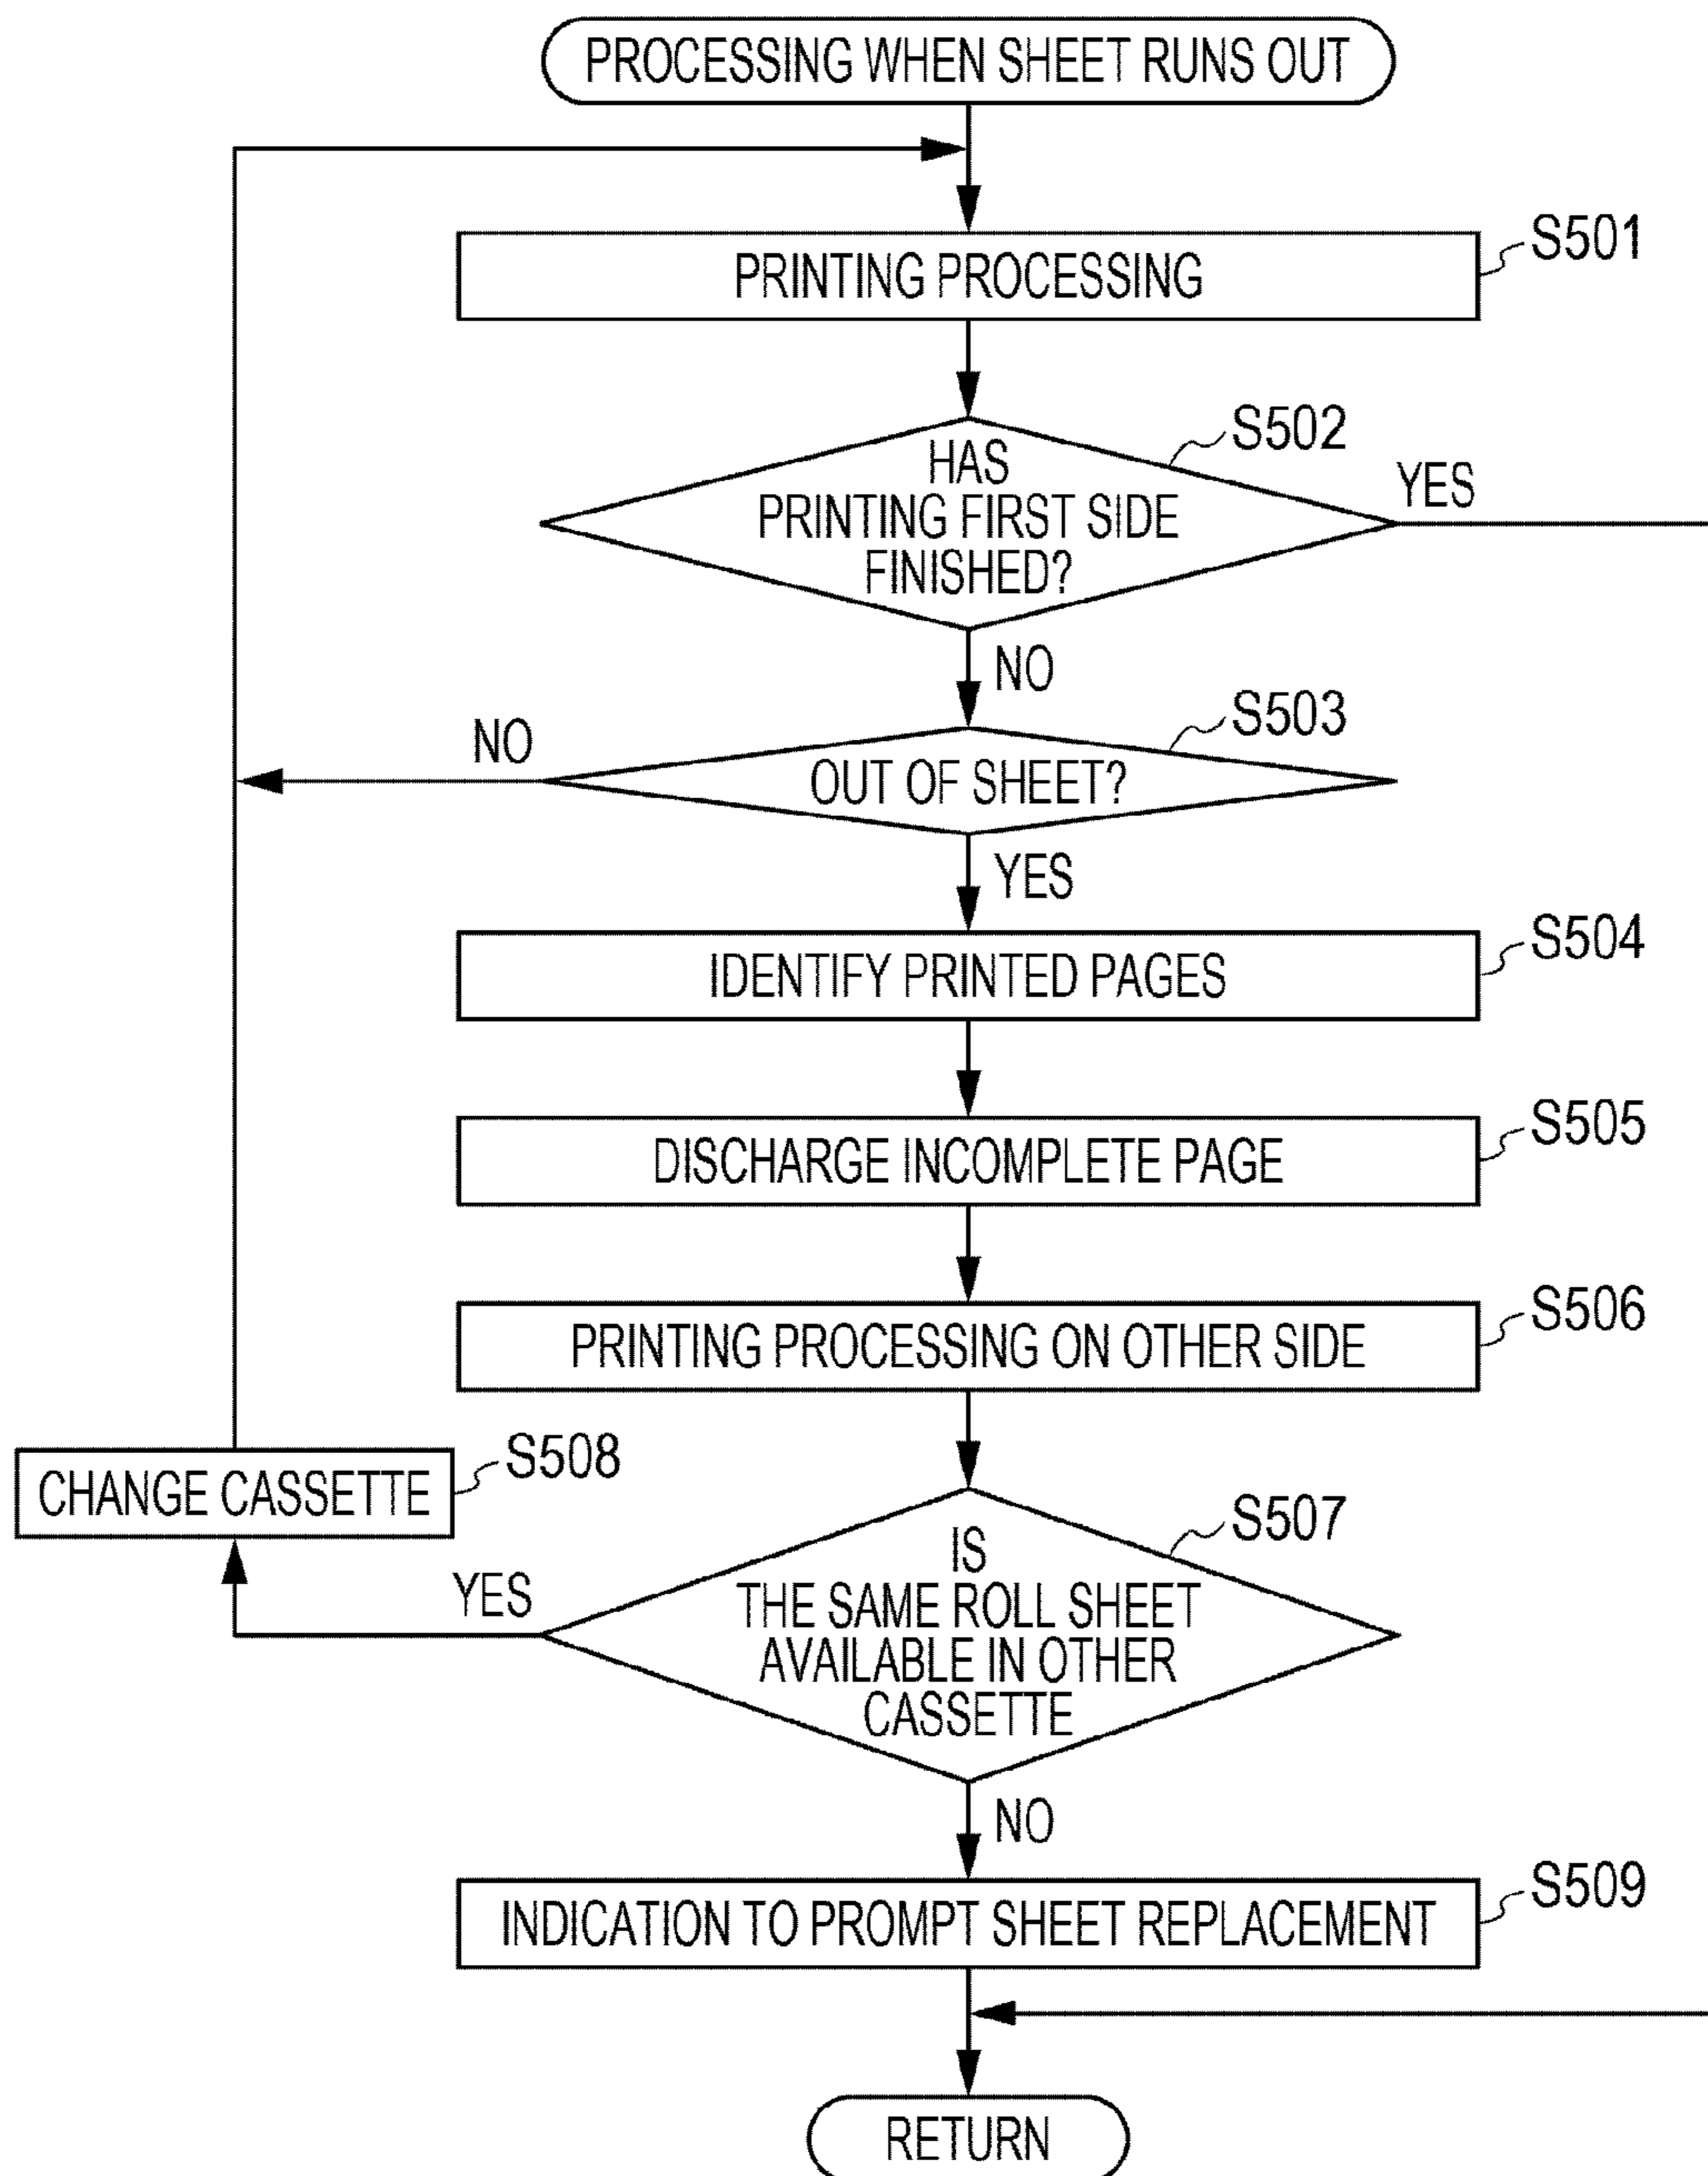 PROCESSING WHEN SHEET RUNS OUT
S501
PRINTING PROCESSING
S502
HAS
PRINTING FIRST SIDE
FINISHED?
YES
NO
S503
NO
OUT OF SHEET?
YES
S504
IDENTIFY PRINTED PAGES
S505
DISCHARGE INCOMPLETE PAGE
S506
PRINTING PROCESSING ON OTHER SIDE
S508
CHANGE CASSETTE
S507
YES
IS
THE SAME ROLL SHEET
AVAILABLE IN OTHER
CASSETTE
NO
S509
INDICATION TO PROMPT SHEET REPLACEMENT
RETURN